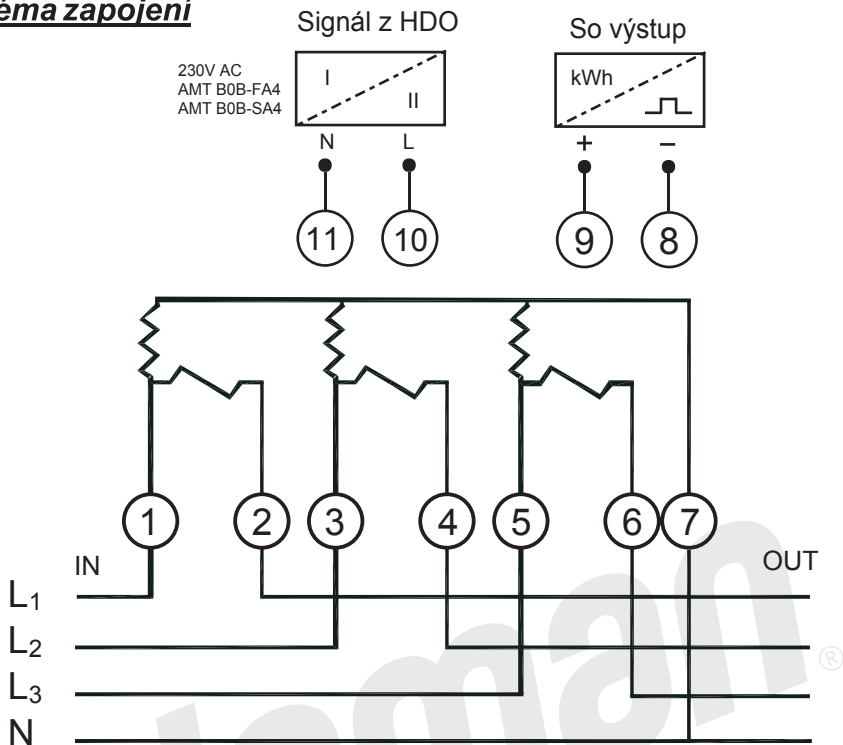 éma zapojení
Signál z HDO
So výstup
230V AC
AMT B0B-FA4
AMT B0B-SA4
I
II
kWh
N L
+ −
11 10 9 8
1 2 3 4 5 6 7
IN OUT
L1
L2
L3
N
®